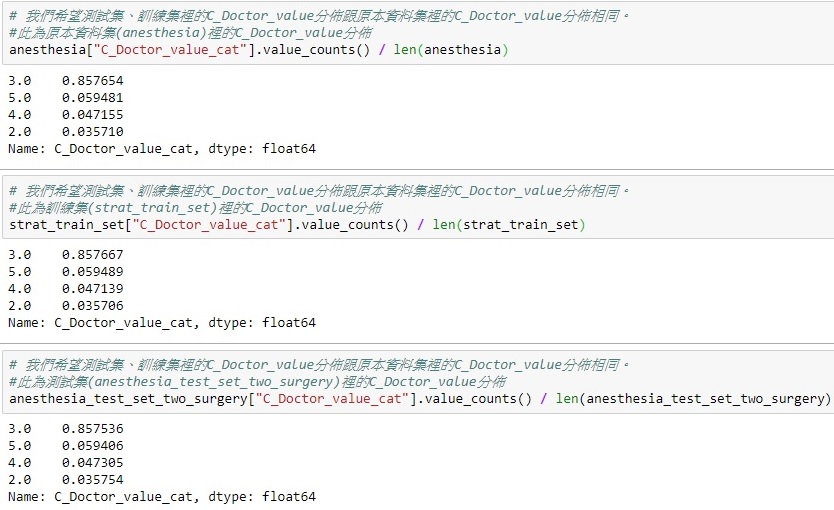 # 我們希望測試集、訓練集裡的C_Doctor_value分佈跟原本資料集裡的C_Doctor_value分佈相同。
#此為原本資料集(anesthesia)裡的C_Doctor_value分佈
anesthesia["C_Doctor_value_cat"].value_counts() / len(anesthesia)
3.0    0.857654
5.0    0.059481
4.0    0.047155
2.0    0.035710
Name: C_Doctor_value_cat, dtype: float64
# 我們希望測試集、訓練集裡的C_Doctor_value分佈跟原本資料集裡的C_Doctor_value分佈相同。
#此為訓練集(strat_train_set)裡的C_Doctor_value分佈
strat_train_set["C_Doctor_value_cat"].value_counts() / len(strat_train_set)
3.0    0.857667
5.0    0.059489
4.0    0.047139
2.0    0.035706
Name: C_Doctor_value_cat, dtype: float64
# 我們希望測試集、訓練集裡的C_Doctor_value分佈跟原本資料集裡的C_Doctor_value分佈相同。
#此為測試集(anesthesia_test_set_two_surgery)裡的C_Doctor_value分佈
anesthesia_test_set_two_surgery["C_Doctor_value_cat"].value_counts() / len(anesthesia_test_set_two_surgery)
3.0    0.857536
5.0    0.059406
4.0    0.047305
2.0    0.035754
Name: C_Doctor_value_cat, dtype: float64